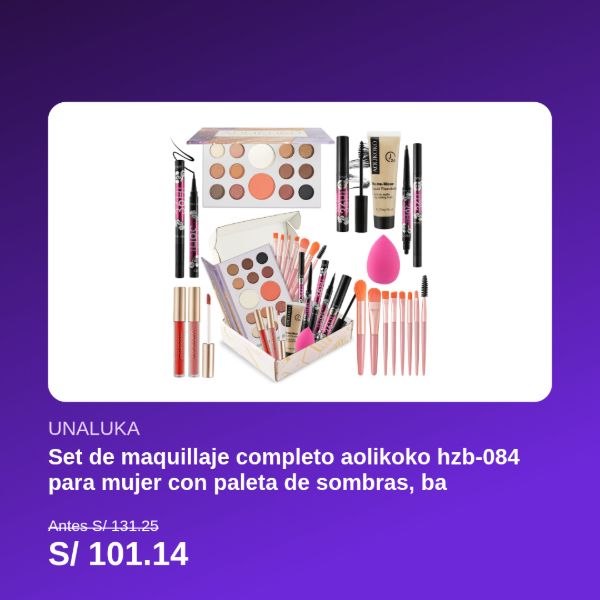 AOLIKOKO
UNALUKA
Set de maquillaje completo aolikoko hzb-084
para mujer con paleta de sombras, ba
Antes S/ 131.25
S/ 101.14